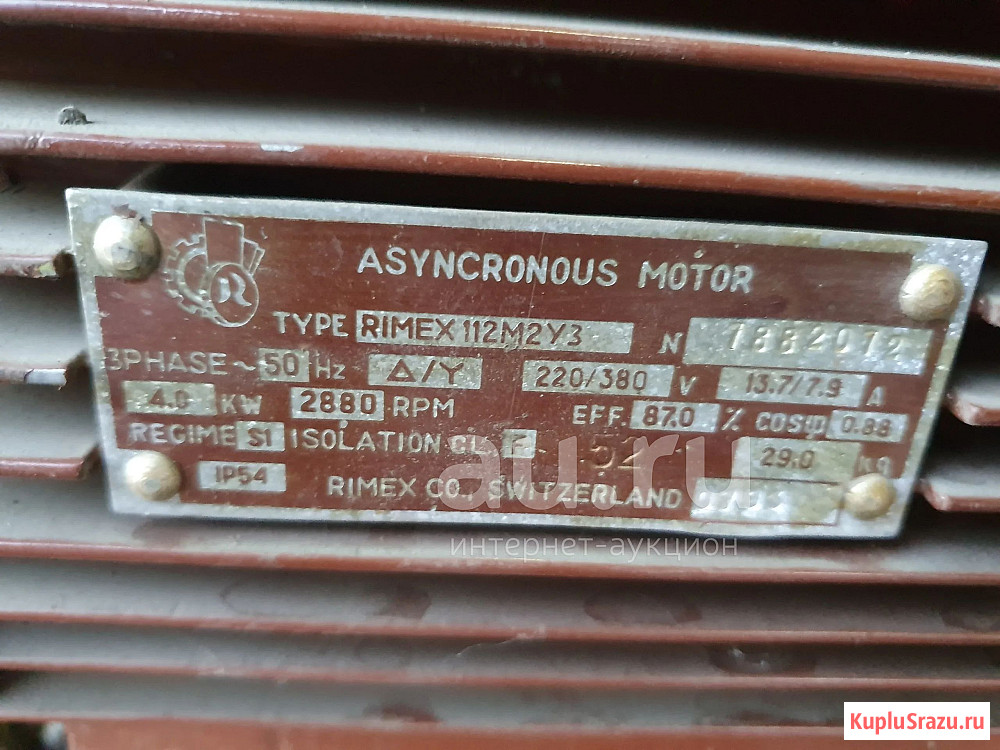 ASYNCRONOUS MOTOR
TYPE RIMEX 112M2Y3 N 7882072
3PHASE ~ 50 Hz Δ/Y 220/380 V 13.7/7.9 A
4.0 KW 2880 RPM EFF. 87.0 % COSφ 0.88
REGIME S1 ISOLATION CL. F 29.0 KG
IP54 RIMEX CO., SWITZERLAND
au.ru
интернет-аукцион
KupluSrazu.ru